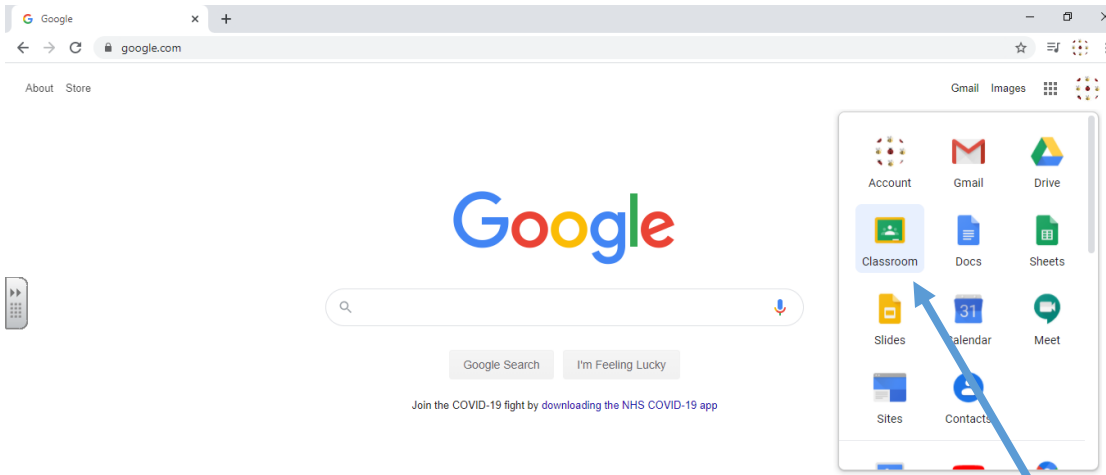 Google
google.com
About Store
Gmail Images
Account Gmail Drive
Google
Classroom Docs Sheets
31
Slides Calendar Meet
Google Search I'm Feeling Lucky
Join the COVID-19 fight by downloading the NHS COVID-19 app
Sites Contacts